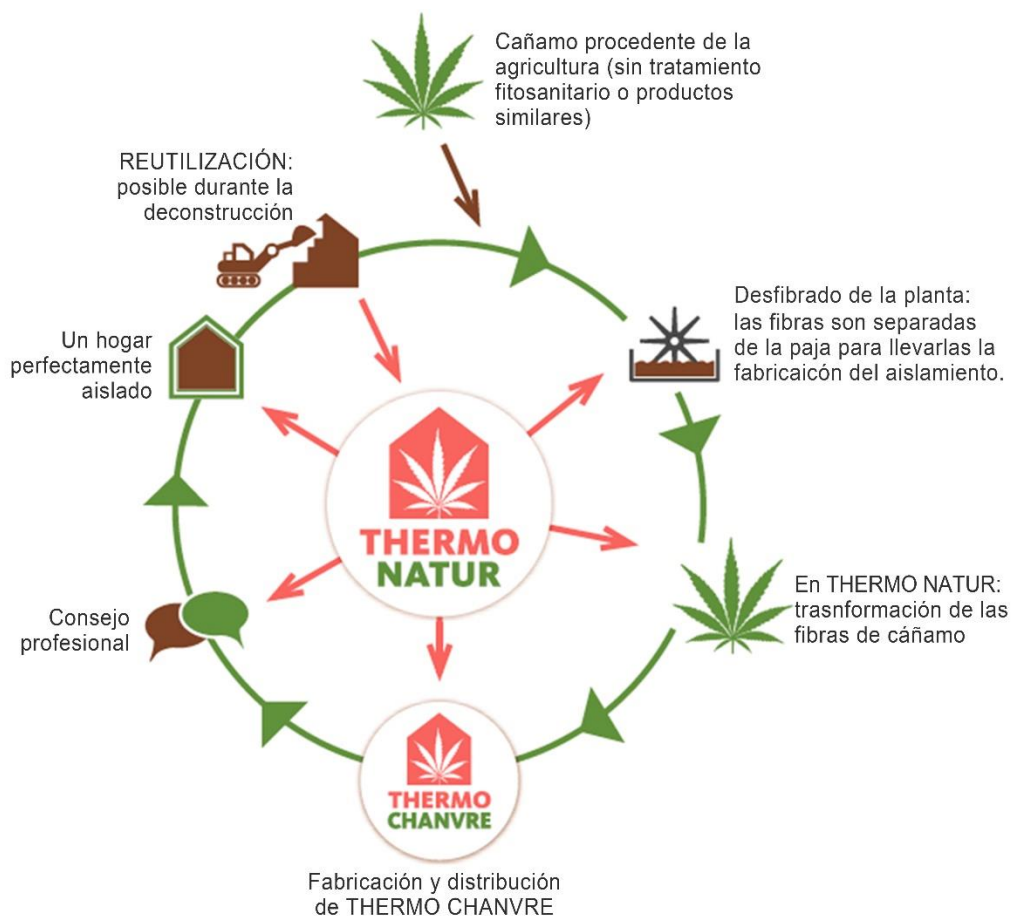 Cañamo procedente de la
agricultura (sin tratamiento
fitosanitario o productos
similares)
REUTILIZACIÓN:
posible durante la
deconstrucción
Desfibrado de la planta:
las fibras son separadas
de la paja para llevarlas la
fabricaicón del aislamiento.
Un hogar
perfectamente
aislado
THERMO
NATUR
En THERMO NATUR:
trasnformación de las
fibras de cáñamo
Consejo
profesional
THERMO
CHANVRE
Fabricación y distribución
de THERMO CHANVRE